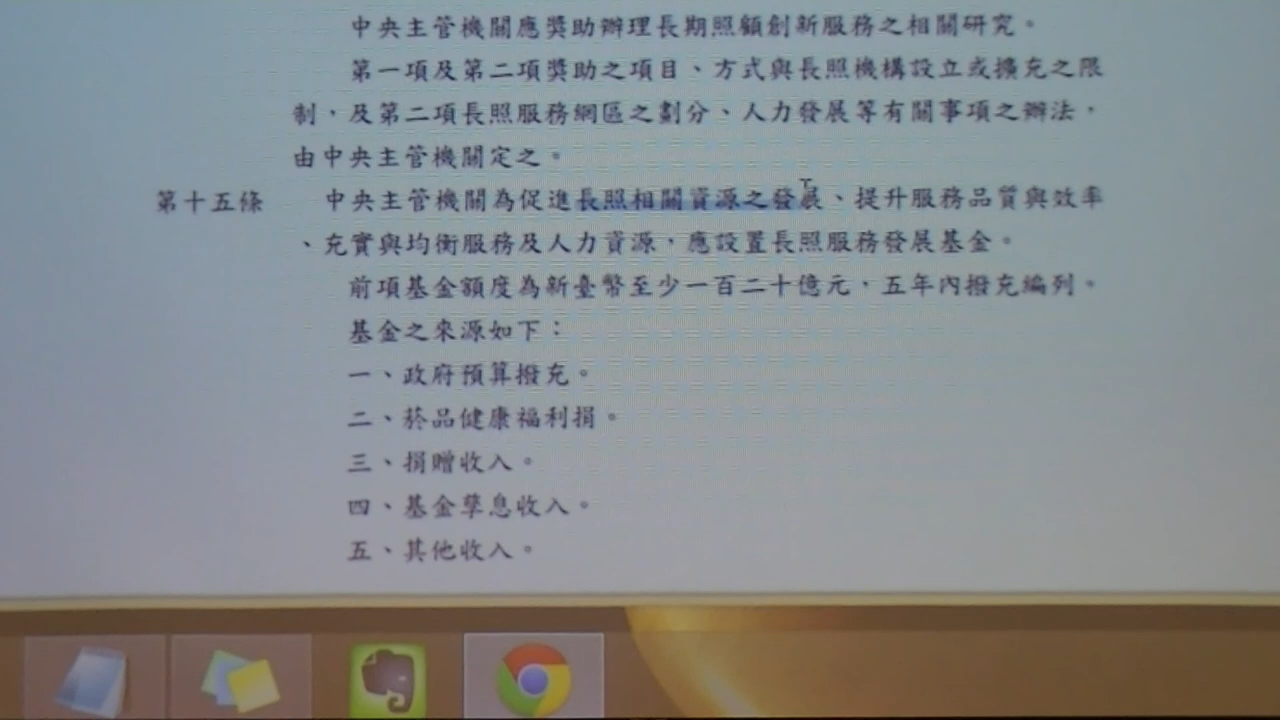 中央主管機關應獎助辦理長期照顧創新服務之相關研究。
第一項及第二項獎助之項目、方式與長照機構設立或擴充之限
制，及第二項長照服務網區之劃分、人力發展等有關事項之辦法，
由中央主管機關定之。
第十五條 中央主管機關為促進長照相關資源之發展、提升服務品質與效率
、充實與均衡服務及人力資源，應設置長照服務發展基金。
前項基金額度為新臺幣至少一百二十億元，五年內撥充編列。
基金之來源如下：
一、政府預算撥充。
二、菸品健康福利捐。
三、捐贈收入。
四、基金孳息收入。
五、其他收入。